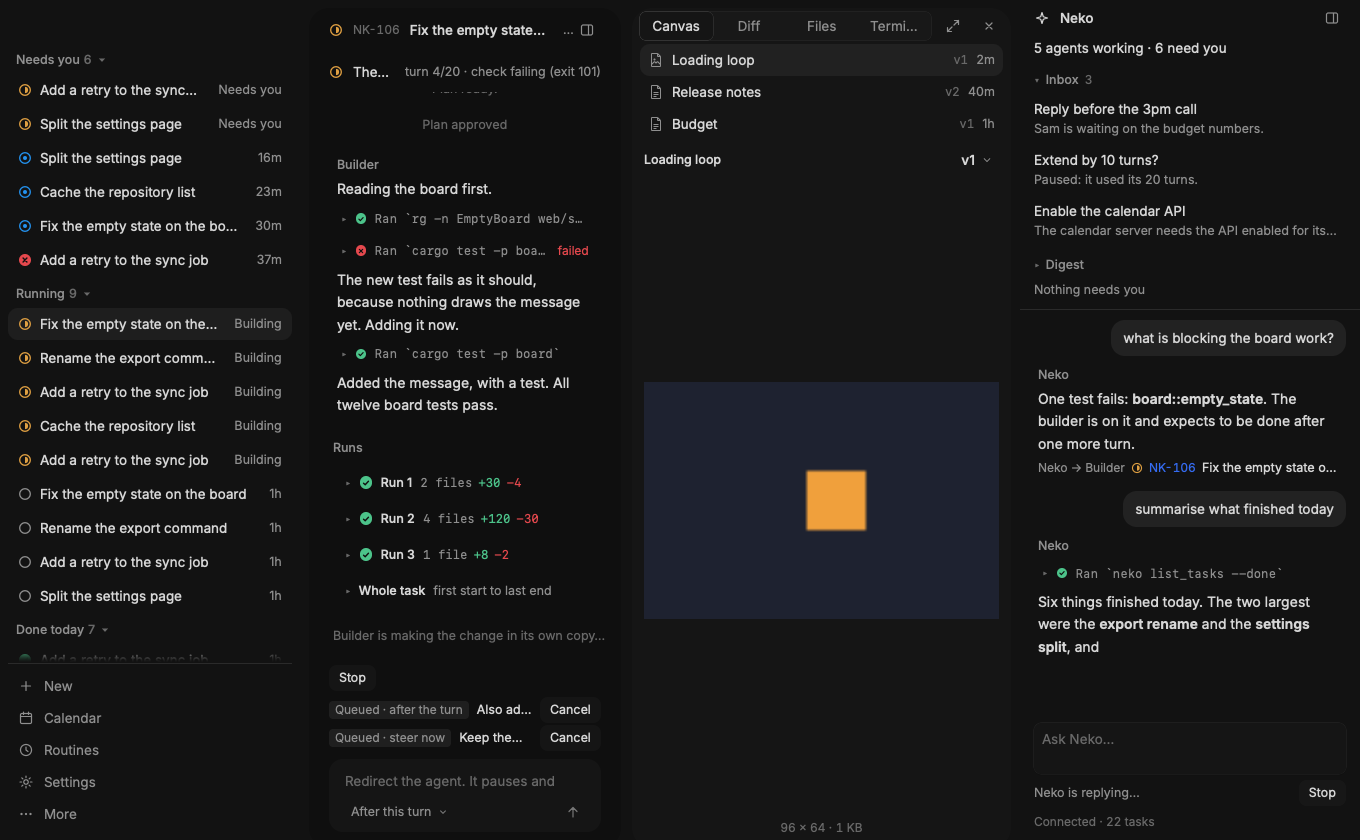 Needs you 6
Add a retry to the sync... Needs you
Split the settings page Needs you
Split the settings page 16m
Cache the repository list 23m
Fix the empty state on the bo... 30m
Add a retry to the sync job 37m
Running 9
Fix the empty state on the... Building
Rename the export comm... Building
Add a retry to the sync job Building
Cache the repository list Building
Add a retry to the sync job Building
Fix the empty state on the board 1h
Rename the export command 1h
Add a retry to the sync job 1h
Split the settings page 1h
Done today 7
Add a retry to the sync job 1h
New
Calendar
Routines
Settings
More
NK-106 Fix the empty state... ...
The... turn 4/20 · check failing (exit 101)
Plan ready.
Plan approved
Builder
Reading the board first.
Ran `rg -n EmptyBoard web/s…
Ran `cargo test -p boa… failed
The new test fails as it should,
because nothing draws the message
yet. Adding it now.
Ran `cargo test -p board`
Added the message, with a test. All
twelve board tests pass.
Runs
Run 1 2 files +30 −4
Run 2 4 files +120 −30
Run 3 1 file +8 −2
Whole task first start to last end
Builder is making the change in its own copy...
Stop
Queued · after the turn Also ad... Cancel
Queued · steer now Keep the... Cancel
Redirect the agent. It pauses and
After this turn
Canvas Diff Files Termi...
Loading loop v1 2m
Release notes v2 40m
Budget v1 1h
Loading loop v1
96 × 64 · 1 KB
Neko
5 agents working · 6 need you
Inbox 3
Reply before the 3pm call
Sam is waiting on the budget numbers.
Extend by 10 turns?
Paused: it used its 20 turns.
Enable the calendar API
The calendar server needs the API enabled for its...
Digest
Nothing needs you
what is blocking the board work?
Neko
One test fails: board::empty_state. The
builder is on it and expects to be done after
one more turn.
Neko → Builder NK-106 Fix the empty state o...
summarise what finished today
Neko
Ran `neko list_tasks --done`
Six things finished today. The two largest
were the export rename and the settings
split, and
Ask Neko...
Neko is replying... Stop
Connected · 22 tasks